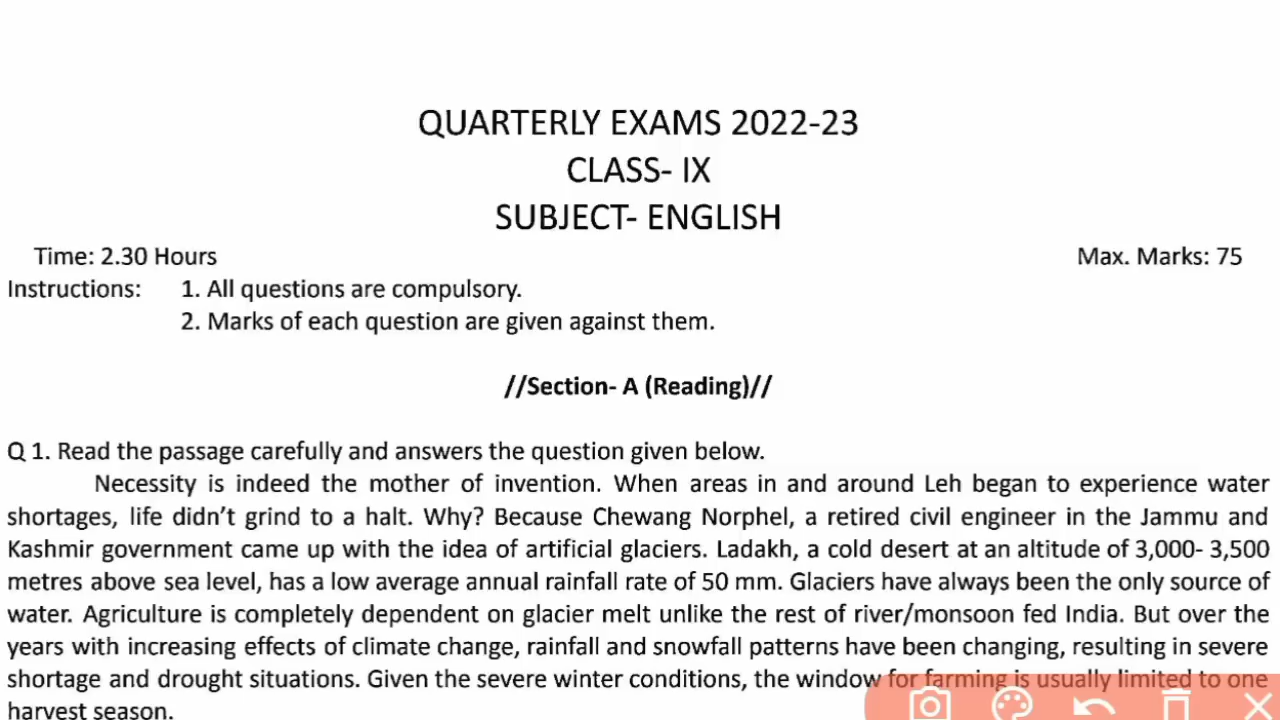 QUARTERLY EXAMS 2022-23
CLASS- IX
SUBJECT- ENGLISH
Time: 2.30 Hours Max. Marks: 75
Instructions: 1. All questions are compulsory.
2. Marks of each question are given against them.
//Section- A (Reading)//
Q 1. Read the passage carefully and answers the question given below.
Necessity is indeed the mother of invention. When areas in and around Leh began to experience water
shortages, life didn't grind to a halt. Why? Because Chewang Norphel, a retired civil engineer in the Jammu and
Kashmir government came up with the idea of artificial glaciers. Ladakh, a cold desert at an altitude of 3,000- 3,500
metres above sea level, has a low average annual rainfall rate of 50 mm. Glaciers have always been the only source of
water. Agriculture is completely dependent on glacier melt unlike the rest of river/monsoon fed India. But over the
years with increasing effects of climate change, rainfall and snowfall patterns have been changing, resulting in severe
shortage and drought situations. Given the severe winter conditions, the window for farming is usually limited to one
harvest season.